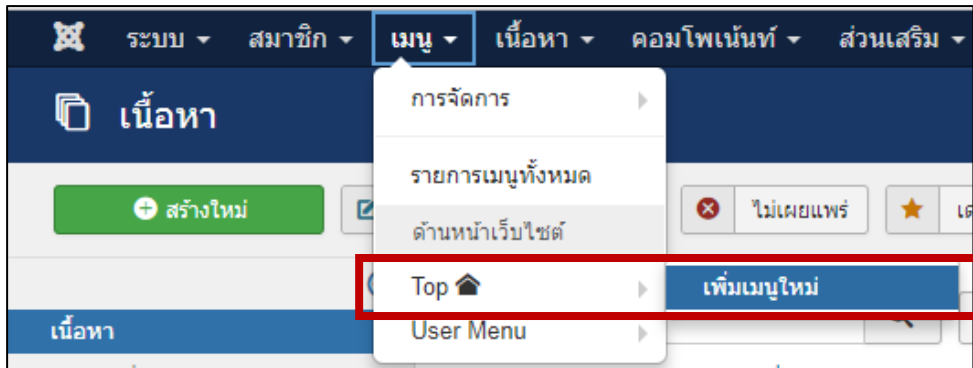 ระบบ สมาชิก เมนู เนื้อหา คอมโพเน้นท์ ส่วนเสริม
เนื้อหา
การจัดการ
รายการเมนูทั้งหมด
สร้างใหม่ ไม่เผยแพร่
ด้านหน้าเว็บไซต์
Top เพิ่มเมนูใหม่
เนื้อหา User Menu